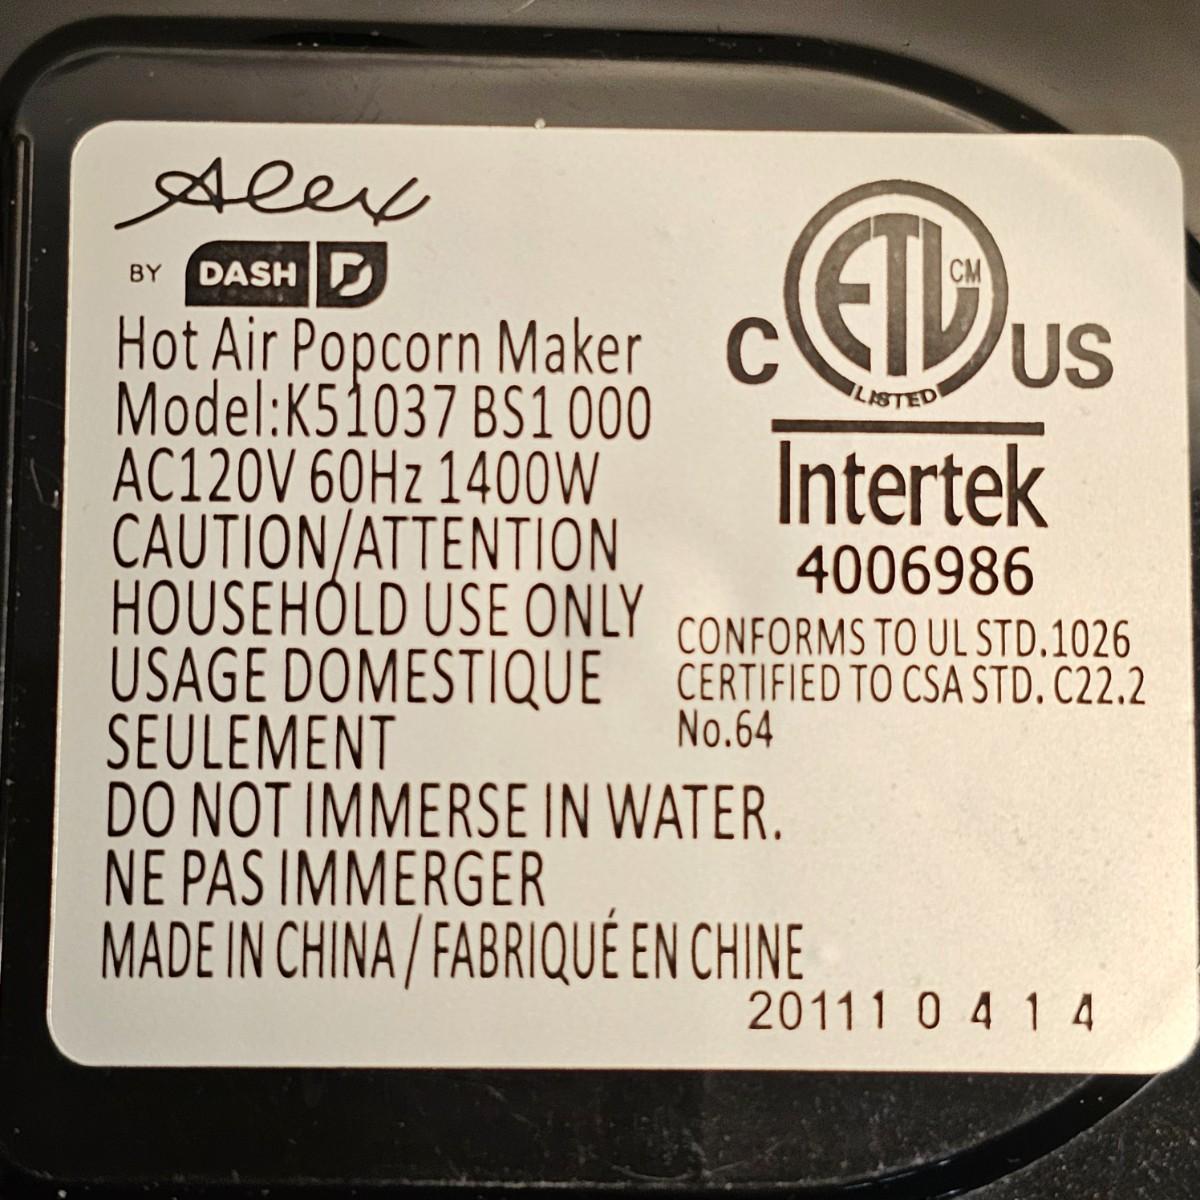 Alex
BY DASH D
Hot Air Popcorn Maker
Model:K51037 BS1 000
AC120V 60Hz 1400W
CAUTION/ATTENTION
HOUSEHOLD USE ONLY
USAGE DOMESTIQUE
SEULEMENT
DO NOT IMMERSE IN WATER.
NE PAS IMMERGER
MADE IN CHINA / FABRIQUÉ EN CHINE
ETL CM
C US
LISTED
Intertek
4006986
CONFORMS TO UL STD.1026
CERTIFIED TO CSA STD. C22.2
No.64
20111 0 4 1 4